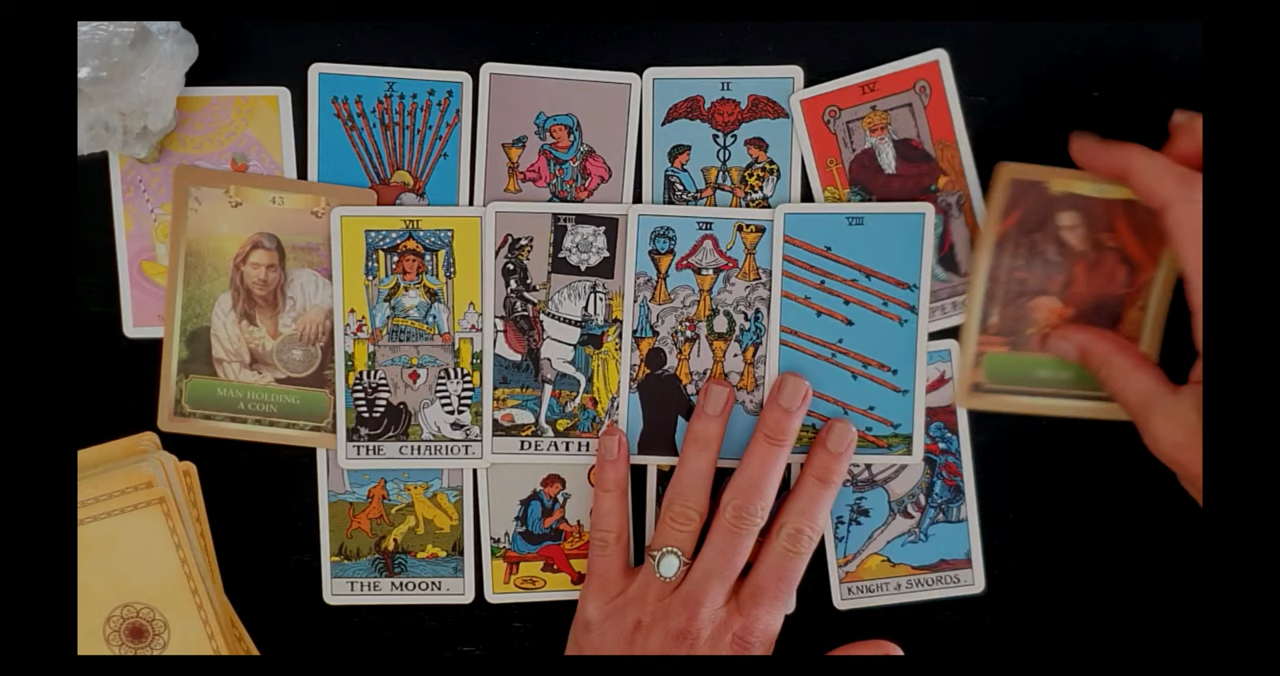 X
II
IV.
43
MAN HOLDING
A COIN
VII
THE CHARIOT.
XIII
DEATH.
VII
VIII
THE MOON.
KNIGHT of SWORDS.